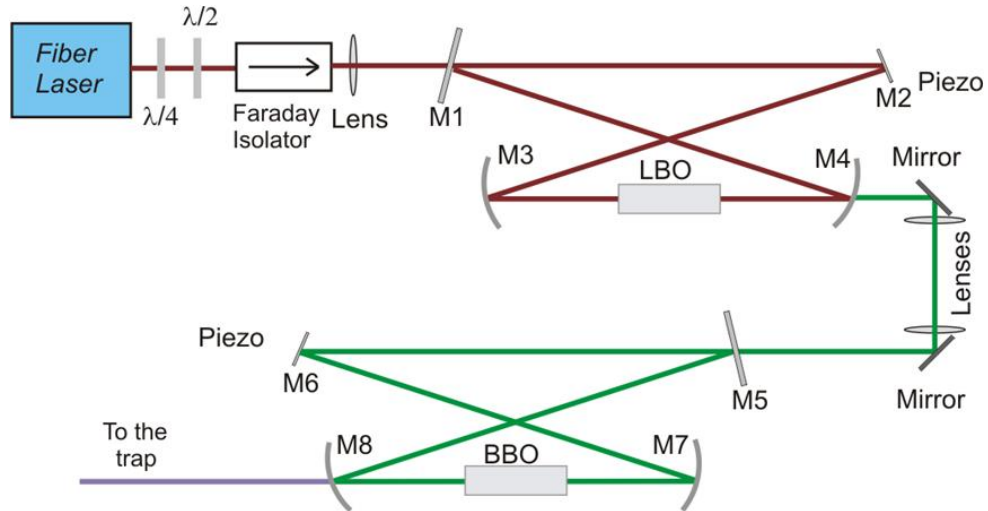 Fiber
Laser
λ/4
λ/2
Faraday
Isolator
Lens
M1
M2
Piezo
M3
M4
LBO
Mirror
Lenses
Mirror
Piezo
M6
M5
M8
M7
BBO
To the
trap